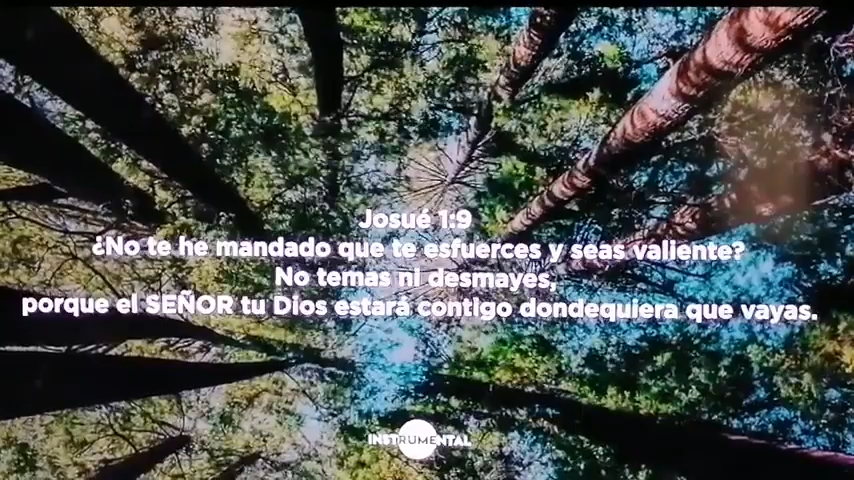 Josué 1:9
¿No te he mandado que te esfuerces y seas valiente?
No temas ni desmayes,
porque el SEÑOR tu Dios estará contigo dondequiera que vayas.
INSTRUMENTAL